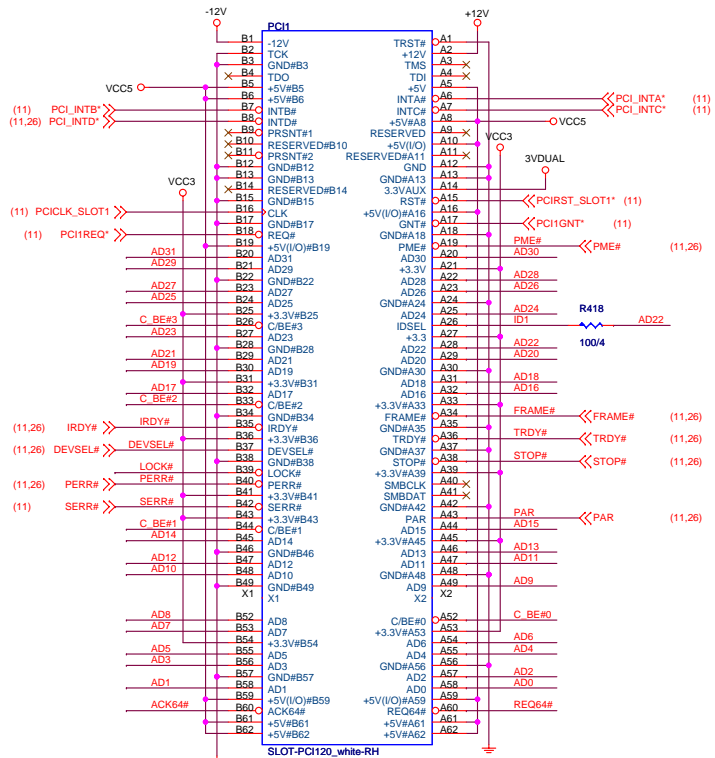 -12V +12V
PCI1
B1 -12V TRST# A1
B2 TCK +12V A2
B3 GND#B3 TMS A3
B4 TDO TDI A4
VCC5 B5 +5V#B5 +5V A5
B6 +5V#B6 INTA# A6 PCI_INTA* (11)
(11) PCI_INTB* B7 INTB# INTC# A7 PCI_INTC* (11)
(11,26) PCI_INTD* B8 INTD# +5V#A8 A8 VCC5
B9 PRSNT#1 RESERVED A9
B10 RESERVED#B10 +5V(I/O) A10 VCC3
B11 PRSNT#2 RESERVED#A11 A11
B12 GND#B12 GND A12 3VDUAL
B13 GND#B13 GND#A13 A13
VCC3 B14 RESERVED#B14 3.3VAUX A14
B15 GND#B15 RST# A15 PCIRST_SLOT1* (11)
(11) PCICLK_SLOT1 B16 CLK +5V(I/O)#A16 A16
B17 GND#B17 GNT# A17 PCI1GNT* (11)
(11) PCI1REQ* B18 REQ# GND#A18 A18
B19 +5V(I/O)#B19 PME# A19 PME# PME# (11,26)
AD31 B20 AD31 AD30 A20 AD30
AD29 B21 AD29 +3.3V A21
B22 GND#B22 AD28 A22 AD28
AD27 B23 AD27 AD26 A23 AD26
AD25 B24 AD25 GND#A24 A24
B25 +3.3V#B25 AD24 A25 AD24 R418
C_BE#3 B26 C/BE#3 IDSEL A26 ID1 AD22
AD23 B27 AD23 +3.3 A27 100/4
B28 GND#B28 AD22 A28 AD22
AD21 B29 AD21 AD20 A29 AD20
AD19 B30 AD19 GND#A30 A30
B31 +3.3V#B31 AD18 A31 AD18
AD17 B32 AD17 AD16 A32 AD16
C_BE#2 B33 C/BE#2 +3.3V#A33 A33
B34 GND#B34 FRAME# A34 FRAME# FRAME# (11,26)
(11,26) IRDY# IRDY# B35 IRDY# GND#A35 A35
B36 +3.3V#B36 TRDY# A36 TRDY# TRDY# (11,26)
(11,26) DEVSEL# DEVSEL# B37 DEVSEL# GND#A37 A37
B38 GND#B38 STOP# A38 STOP# STOP# (11,26)
LOCK# B39 LOCK# +3.3V#A39 A39
(11,26) PERR# PERR# B40 PERR# SMBCLK A40
B41 +3.3V#B41 SMBDAT A41
(11) SERR# SERR# B42 SERR# GND#A42 A42
B43 +3.3V#B43 PAR A43 PAR PAR (11,26)
C_BE#1 B44 C/BE#1 AD15 A44 AD15
AD14 B45 AD14 +3.3V#A45 A45
B46 GND#B46 AD13 A46 AD13
AD12 B47 AD12 AD11 A47 AD11
AD10 B48 AD10 GND#A48 A48
B49 GND#B49 AD9 A49 AD9
X1 X1 X2 X2
AD8 B52 AD8 C/BE#0 A52 C_BE#0
AD7 B53 AD7 +3.3V#A53 A53
B54 +3.3V#B54 AD6 A54 AD6
AD5 B55 AD5 AD4 A55 AD4
AD3 B56 AD3 GND#A56 A56
B57 GND#B57 AD2 A57 AD2
AD1 B58 AD1 AD0 A58 AD0
B59 +5V(I/O)#B59 +5V(I/O)#A59 A59
ACK64# B60 ACK64# REQ64# A60 REQ64#
B61 +5V#B61 +5V#A61 A61
B62 +5V#B62 +5V#A62 A62
SLOT-PCI120_white-RH